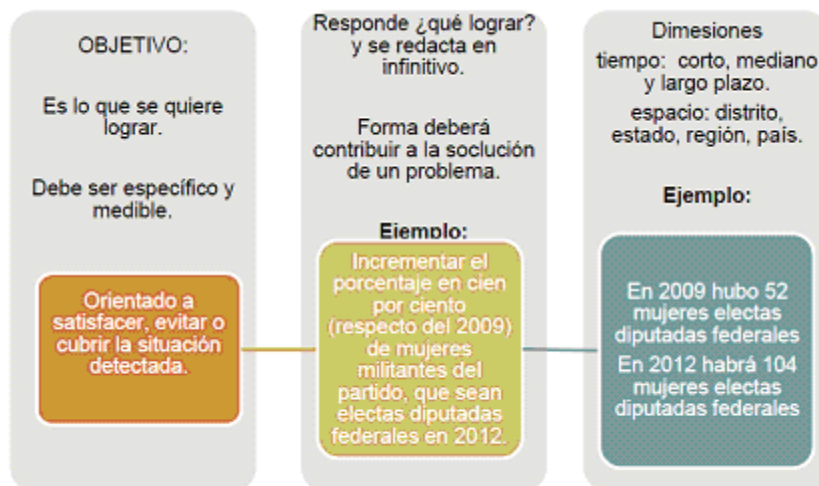 OBJETIVO:
Es lo que se quiere
lograr.
Debe ser específico y
medible.
Orientado a
satisfacer, evitar o
cubrir la situación
detectada.
Responde ¿qué lograr?
y se redacta en
infinitivo.
Forma deberá
contribuir a la soclución
de un problema.
Ejemplo:
Incrementar el
porcentaje en cien
por ciento
(respecto del 2009)
de mujeres
militantes del
partido, que sean
electas diputadas
federales en 2012.
Dimesiones
tiempo: corto, mediano
y largo plazo.
espacio: distrito,
estado, región, país.
Ejemplo:
En 2009 hubo 52
mujeres electas
diputadas federales
En 2012 habrá 104
mujeres electas
diputadas federales